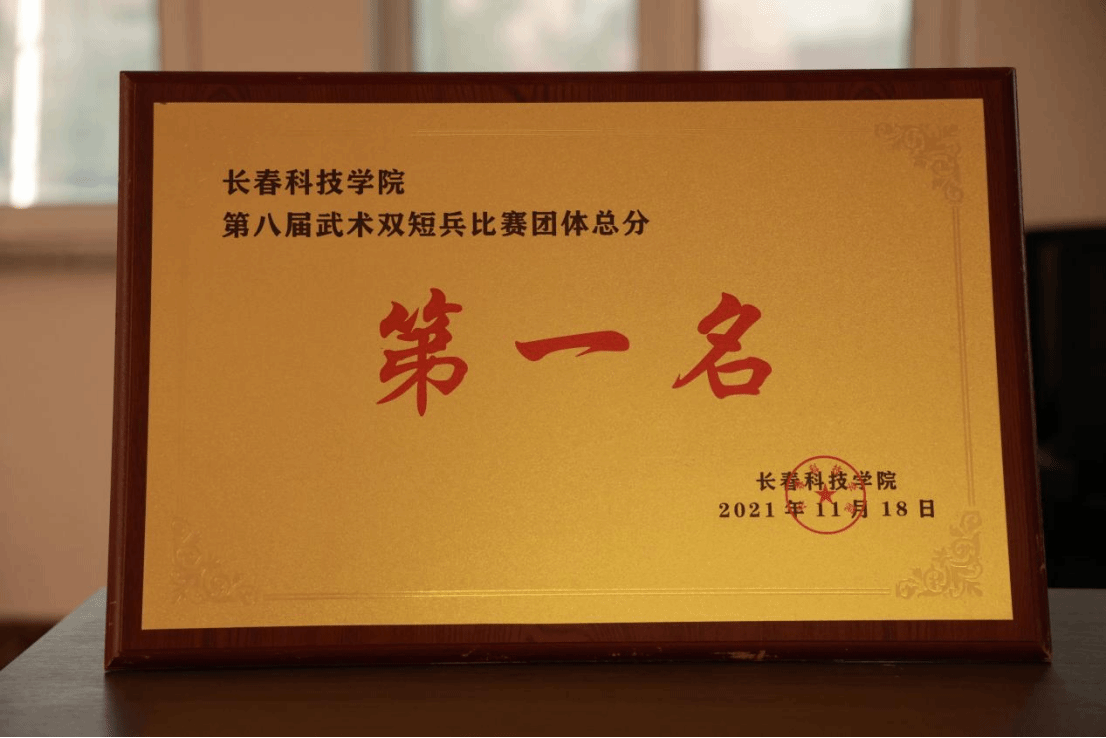 长春科技学院
第八届武术双短兵比赛团体总分
第一名
长春科技学院
2021年11月18日